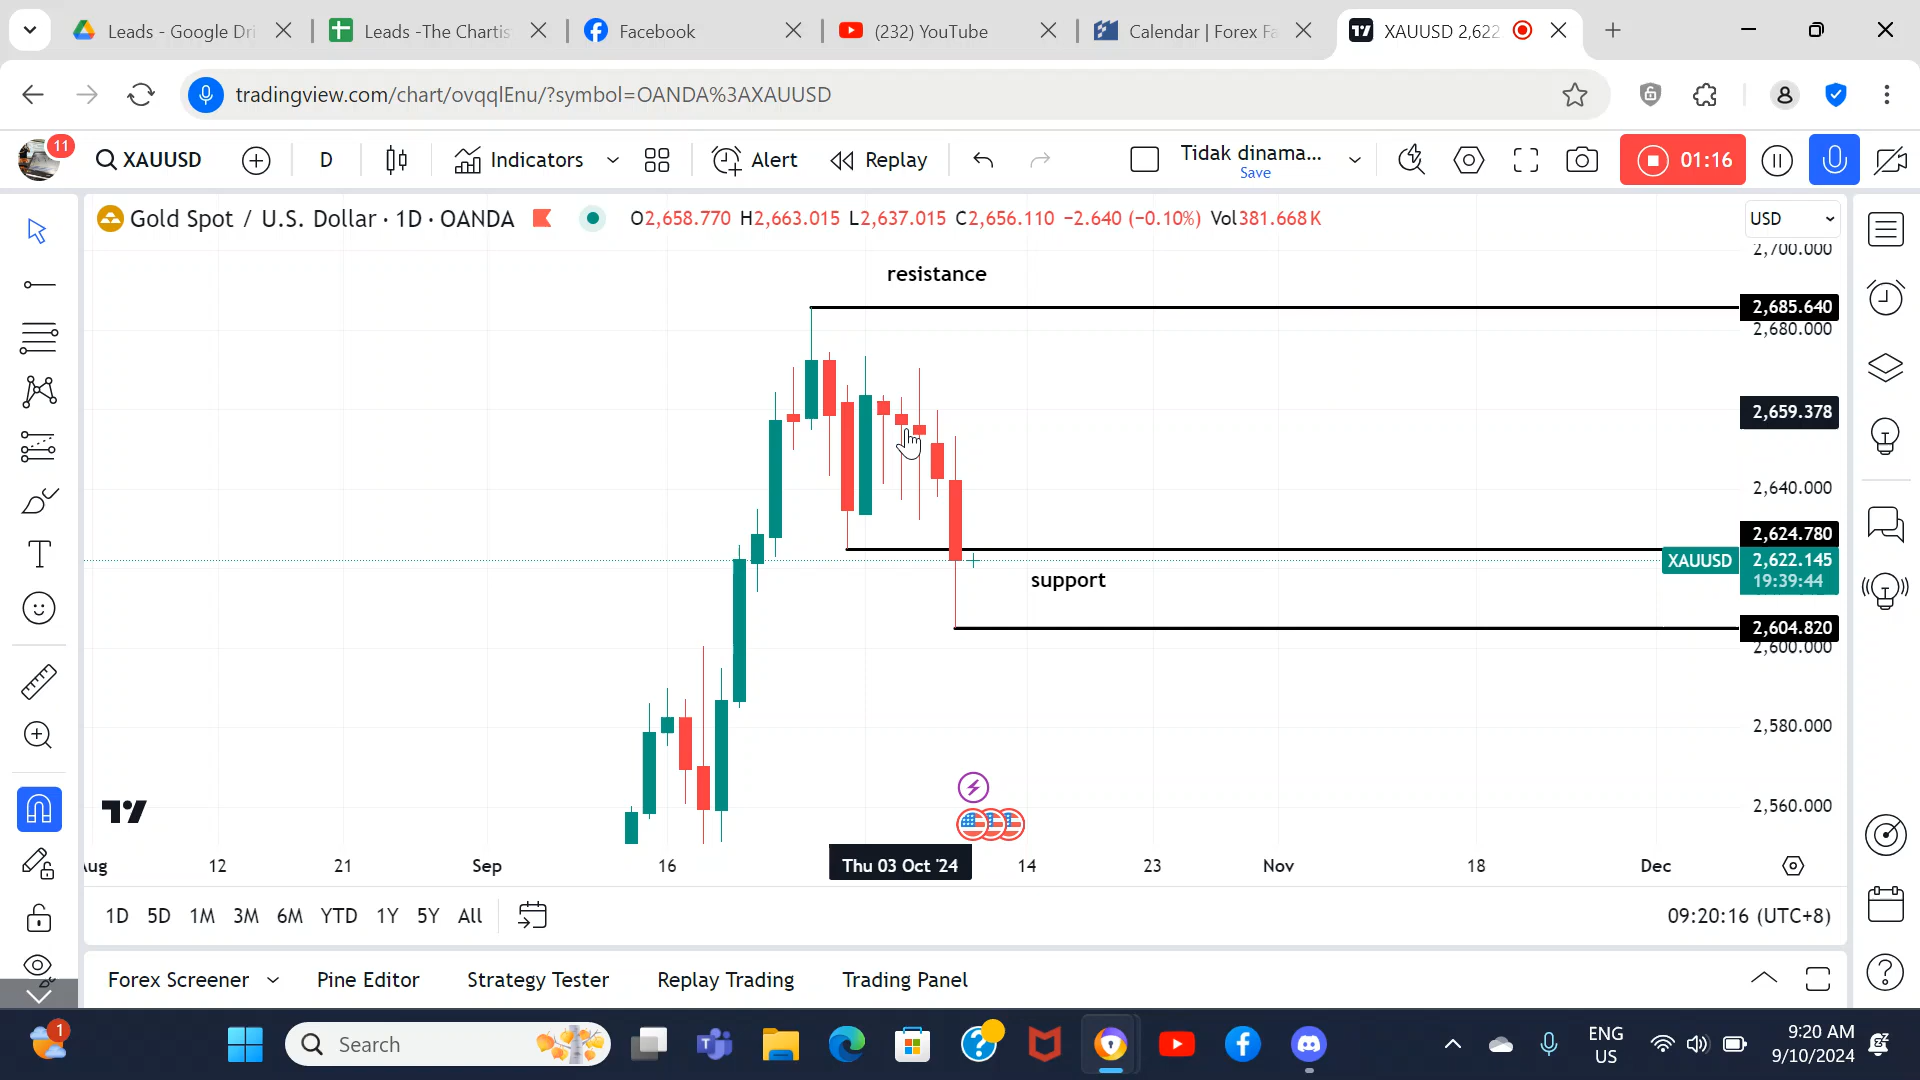 Leads - Google Dri
Leads -The Chartis
Facebook
(232) YouTube
Calendar | Forex Fa
XAUUSD 2,622
tradingview.com/chart/ovqqlEnu/?symbol=OANDA%3AXAUUSD
11
XAUUSD
D
Indicators
Alert
Replay
Tidak dinama...
Save
01:16
Gold Spot / U.S. Dollar · 1D · OANDA
O2,658.770 H2,663.015 L2,637.015 C2,656.110 −2.640 (−0.10%) Vol381.668K
USD
2,700.000
resistance
2,685.640
2,680.000
2,659.378
2,640.000
2,624.780
XAUUSD 2,622.145
19:39:44
support
2,604.820
2,600.000
2,580.000
2,560.000
Aug 12 21 Sep 16 Thu 03 Oct '24 14 23 Nov 18 Dec
1D 5D 1M 3M 6M YTD 1Y 5Y All
09:20:16 (UTC+8)
Forex Screener
Pine Editor
Strategy Tester
Replay Trading
Trading Panel
1
Search
ENG
US
9:20 AM
9/10/2024